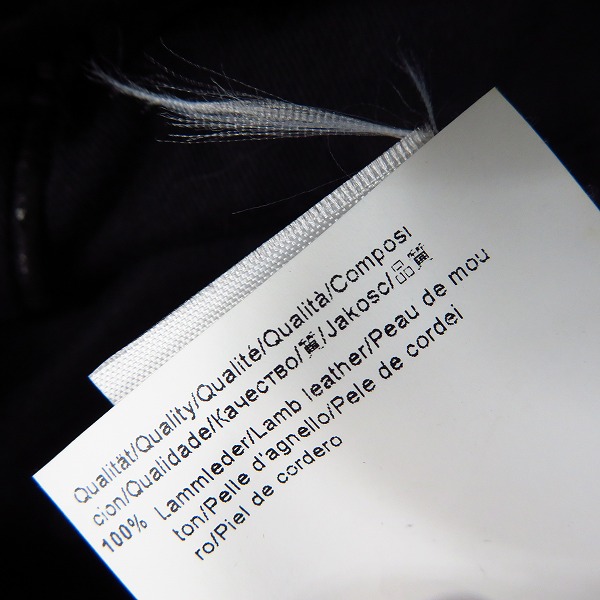 Qualität/Quality/Qualité/Qualità/Composi
cion/Qualidade/Качество/質/Jakosc/品質
100% Lammleder/Lamb leather/Peau de mou
ton/Pelle d'agnello/Pele de cordei
ro/Piel de cordero